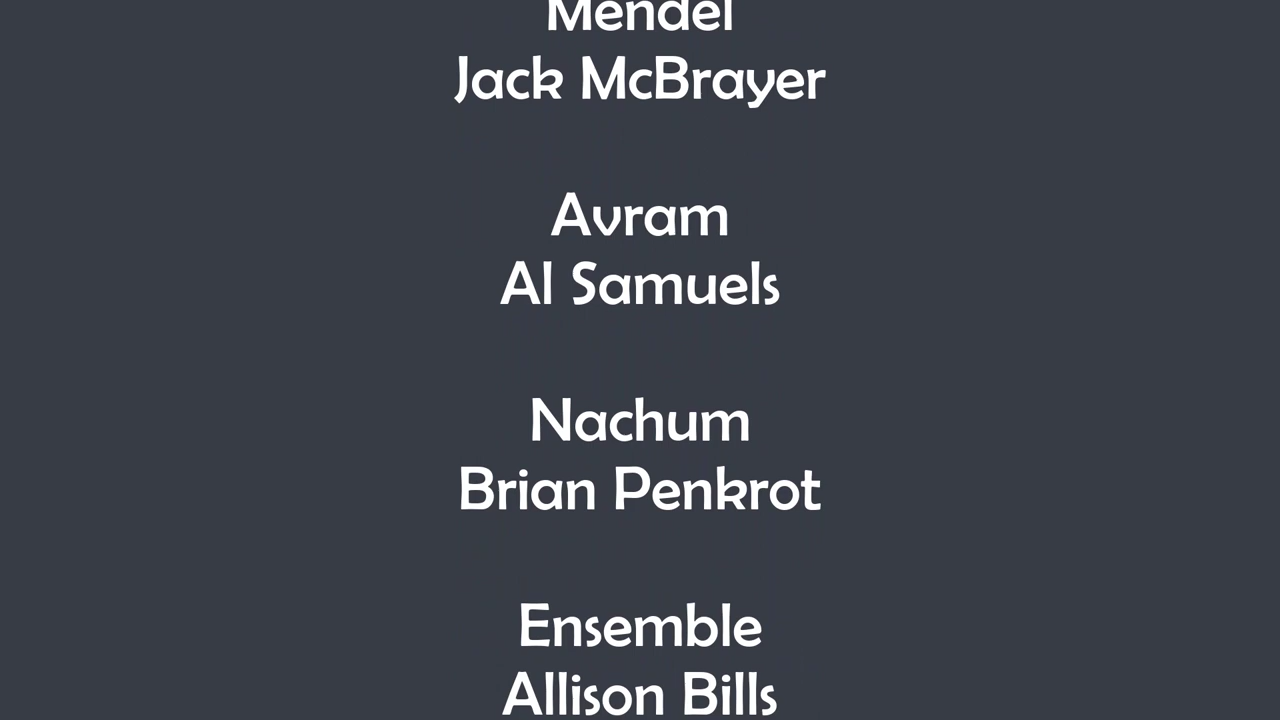 Mendel
Jack McBrayer
Avram
Al Samuels
Nachum
Brian Penkrot
Ensemble
Allison Bills